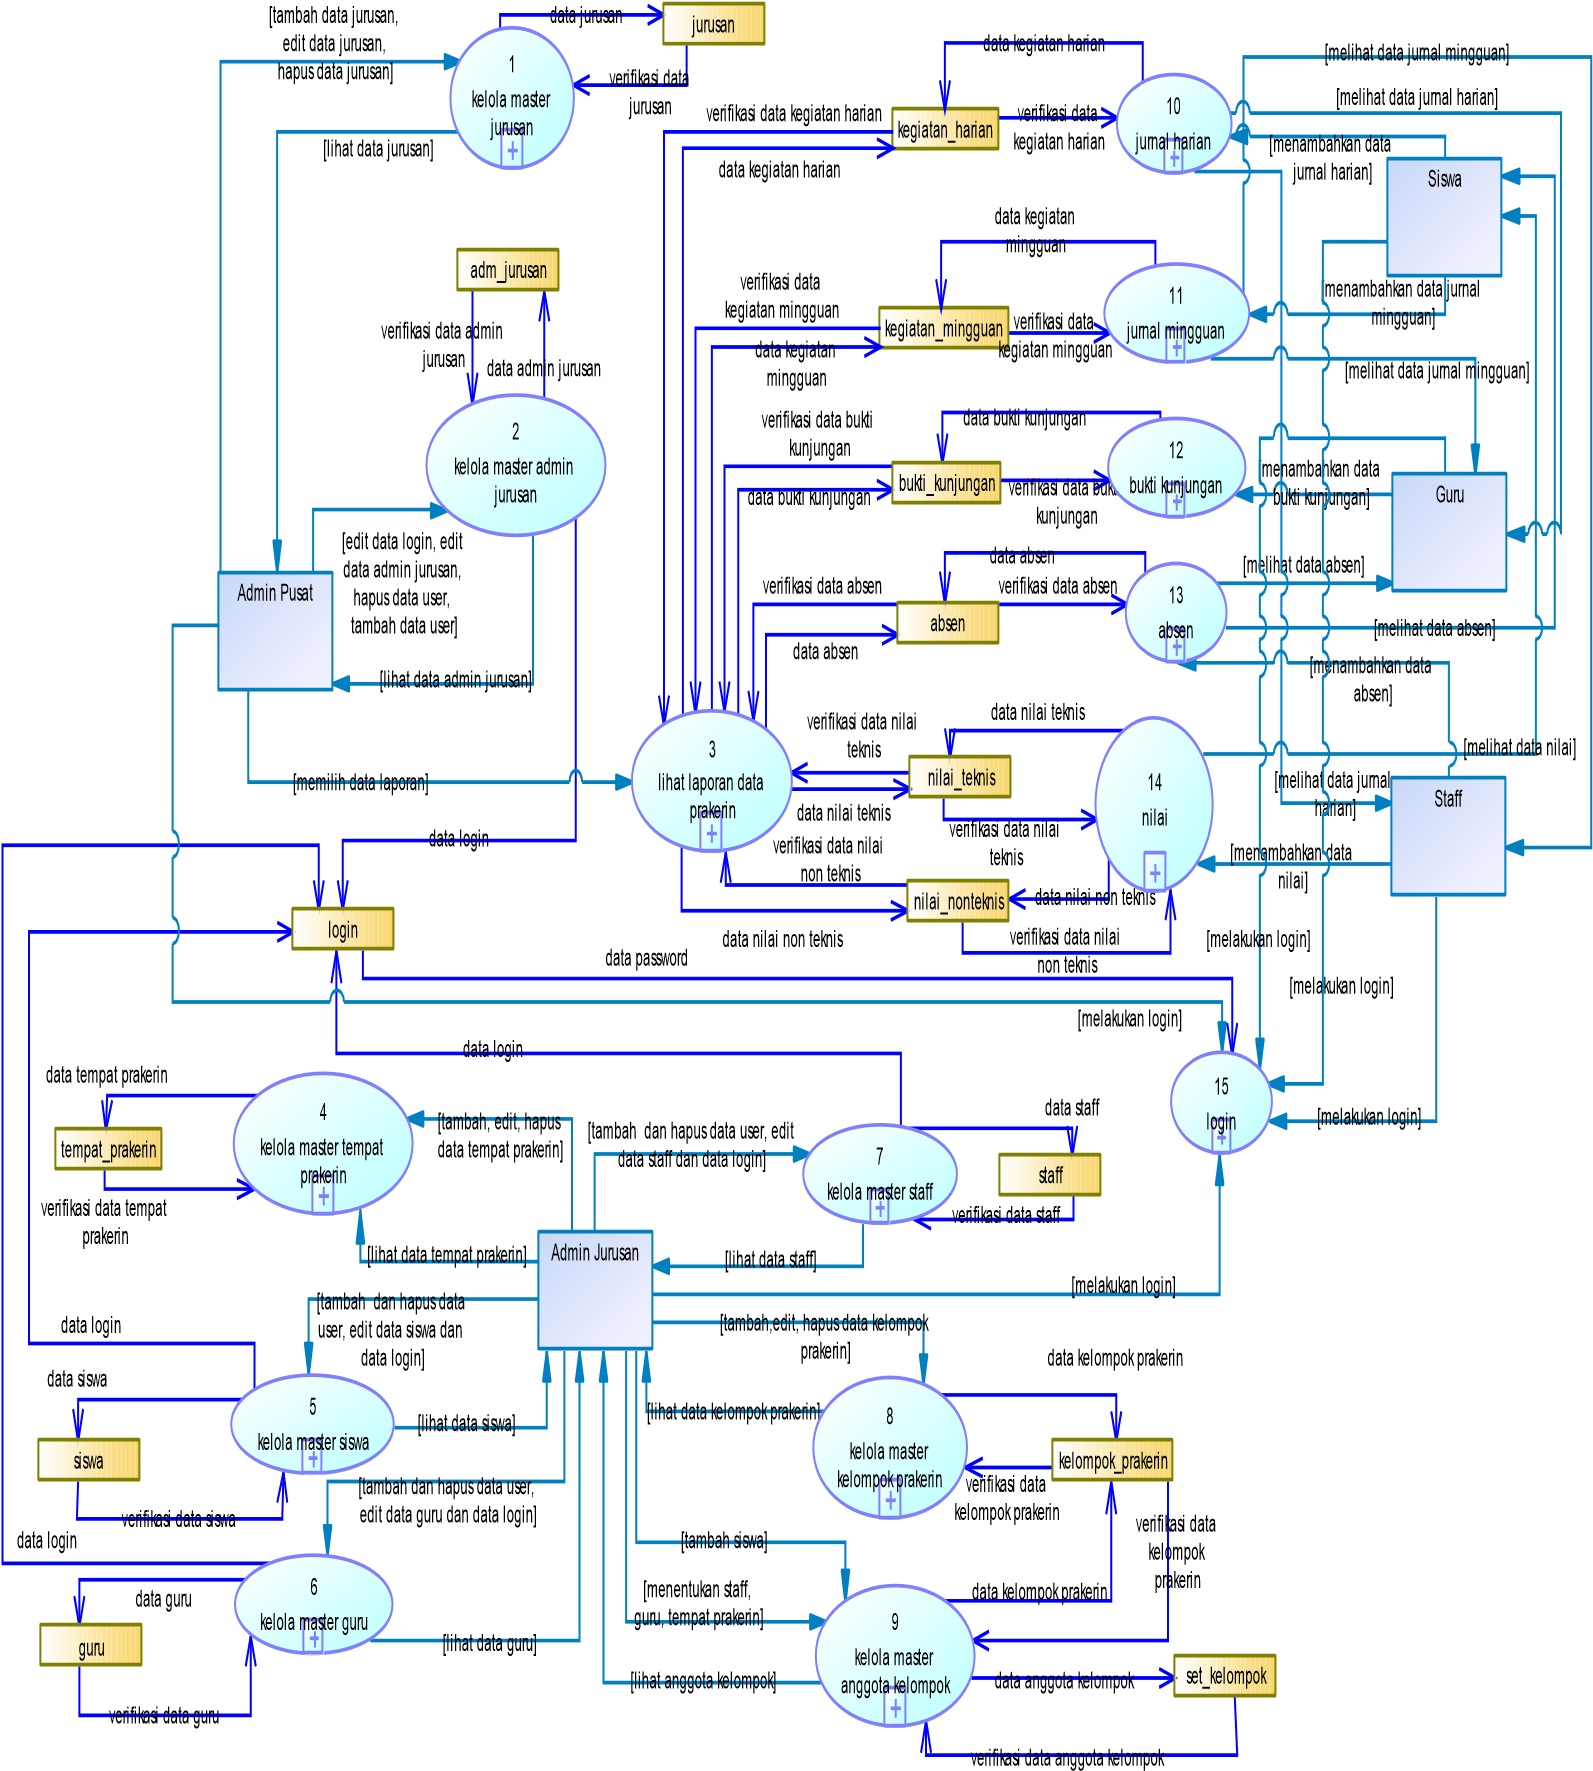 [tambah data jurusan,
edit data jurusan,
hapus data jurusan]
data jurusan
jurusan
1
kelola master
jurusan
verifikasi data
jurusan
[lihat data jurusan]
data kegiatan harian
verifikasi data kegiatan harian
kegiatan_harian
verifikasi data
kegiatan harian
data kegiatan harian
10
jurnal harian
[melihat data jurnal mingguan]
[melihat data jurnal harian]
[menambahkan data
jurnal harian]
Siswa
adm_jurusan
verifikasi data admin
jurusan
data admin jurusan
2
kelola master admin
jurusan
data kegiatan
mingguan
verifikasi data
kegiatan mingguan
kegiatan_mingguan
verifikasi data
kegiatan mingguan
data kegiatan
mingguan
11
jurnal mingguan
[menambahkan data jurnal
mingguan]
[melihat data jurnal mingguan]
verifikasi data bukti
kunjungan
data bukti kunjungan
bukti_kunjungan
data bukti kunjungan
verifikasi data bukti
kunjungan
12
bukti kunjungan
[menambahkan data
bukti kunjungan]
Guru
[edit data login, edit
data admin jurusan,
hapus data user,
tambah data user]
Admin Pusat
[lihat data admin jurusan]
[memilih data laporan]
data absen
verifikasi data absen
verifikasi data absen
absen
data absen
13
absen
[melihat data absen]
[melihat data absen]
[menambahkan data
absen]
3
lihat laporan data
prakerin
verifikasi data nilai
teknis
data nilai teknis
nilai_teknis
data nilai teknis
verifikasi data nilai
teknis
14
nilai
[melihat data nilai]
[melihat data jurnal
harian]
Staff
verifikasi data nilai
non teknis
nilai_nonteknis
data nilai non teknis
data nilai non teknis
verifikasi data nilai
non teknis
[menambahkan data
nilai]
data login
login
data password
[melakukan login]
[melakukan login]
[melakukan login]
data login
15
login
[melakukan login]
data tempat prakerin
tempat_prakerin
verifikasi data tempat
prakerin
4
kelola master tempat
prakerin
[tambah, edit, hapus
data tempat prakerin]
[lihat data tempat prakerin]
[tambah  dan hapus data user, edit
data staff dan data login]
7
kelola master staff
data staff
staff
verifikasi data staff
[lihat data staff]
Admin Jurusan
[melakukan login]
[tambah  dan hapus data
user, edit data siswa dan
data login]
data login
data siswa
siswa
verifikasi data siswa
5
kelola master siswa
[lihat data siswa]
[tambah,edit, hapus data kelompok
prakerin]
data kelompok prakerin
[lihat data kelompok prakerin]
8
kelola master
kelompok prakerin
kelompok_prakerin
verifikasi data
kelompok prakerin
[tambah dan hapus data user,
edit data guru dan data login]
data login
data guru
guru
verifikasi data guru
6
kelola master guru
[lihat data guru]
[tambah siswa]
[menentukan staff,
guru, tempat prakerin]
[lihat anggota kelompok]
9
kelola master
anggota kelompok
data kelompok prakerin
verifikasi data
kelompok
prakerin
data anggota kelompok
set_kelompok
verifikasi data anggota kelompok